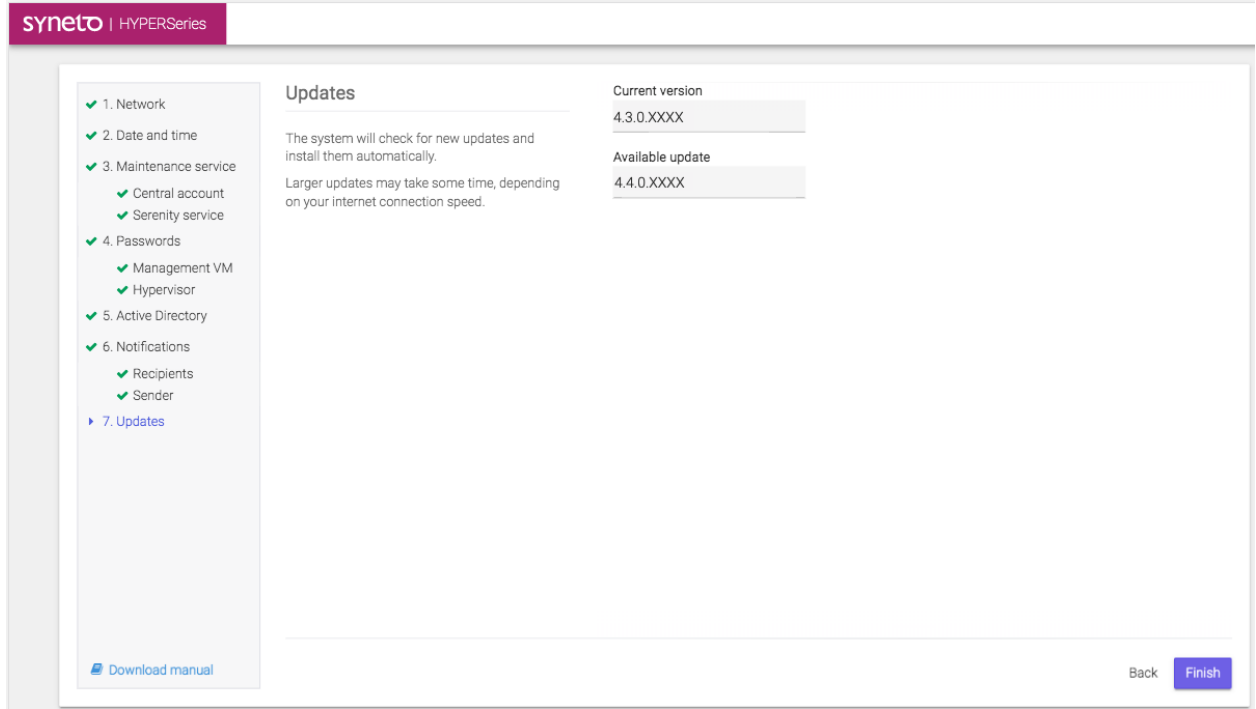 syneto | HYPERSeries
1. Network
2. Date and time
3. Maintenance service
Central account
Serenity service
4. Passwords
Management VM
Hypervisor
5. Active Directory
6. Notifications
Recipients
Sender
7. Updates
Download manual
Updates
The system will check for new updates and
install them automatically.
Larger updates may take some time, depending
on your internet connection speed.
Current version
4.3.0.XXXX
Available update
4.4.0.XXXX
Back
Finish